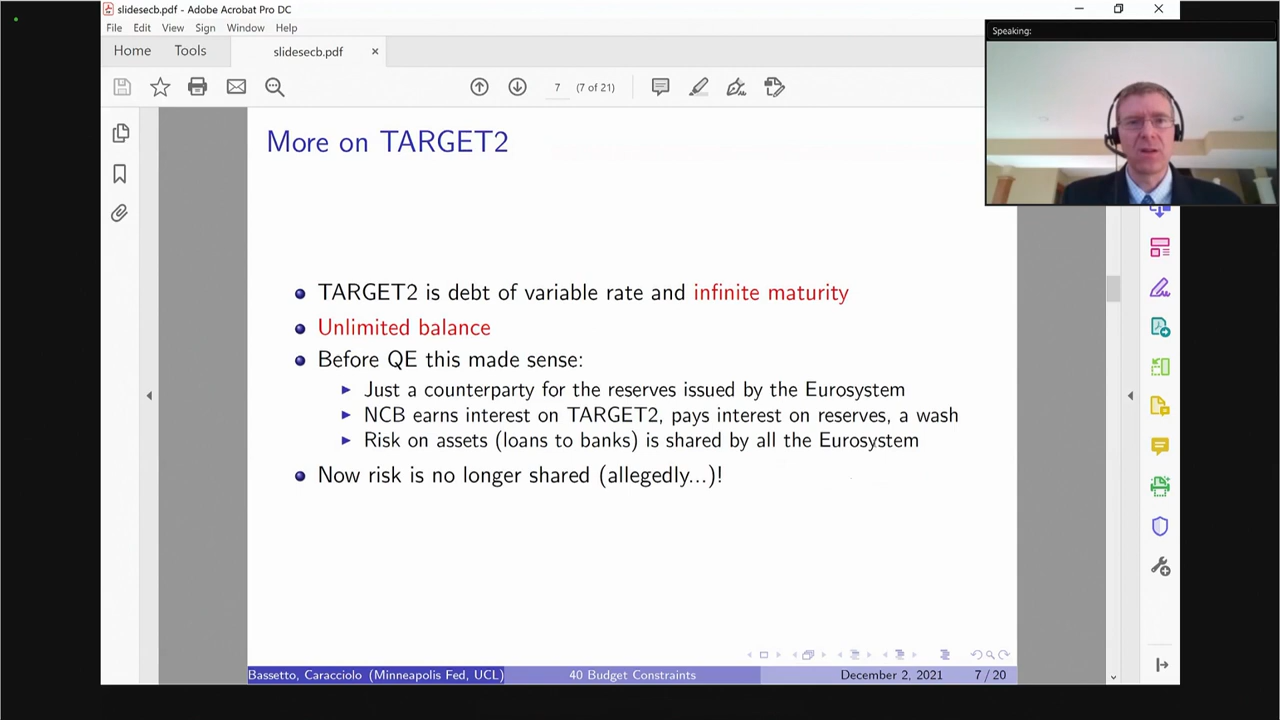 slidesecb.pdf - Adobe Acrobat Pro DC
File Edit View Sign Window Help
Home Tools slidesecb.pdf ×
7 (7 of 21)
Speaking:
More on TARGET2
TARGET2 is debt of variable rate and infinite maturity
Unlimited balance
Before QE this made sense:
Just a counterparty for the reserves issued by the Eurosystem
NCB earns interest on TARGET2, pays interest on reserves, a wash
Risk on assets (loans to banks) is shared by all the Eurosystem
Now risk is no longer shared (allegedly...)!
Bassetto, Caracciolo (Minneapolis Fed, UCL) 40 Budget Constraints December 2, 2021 7 / 20